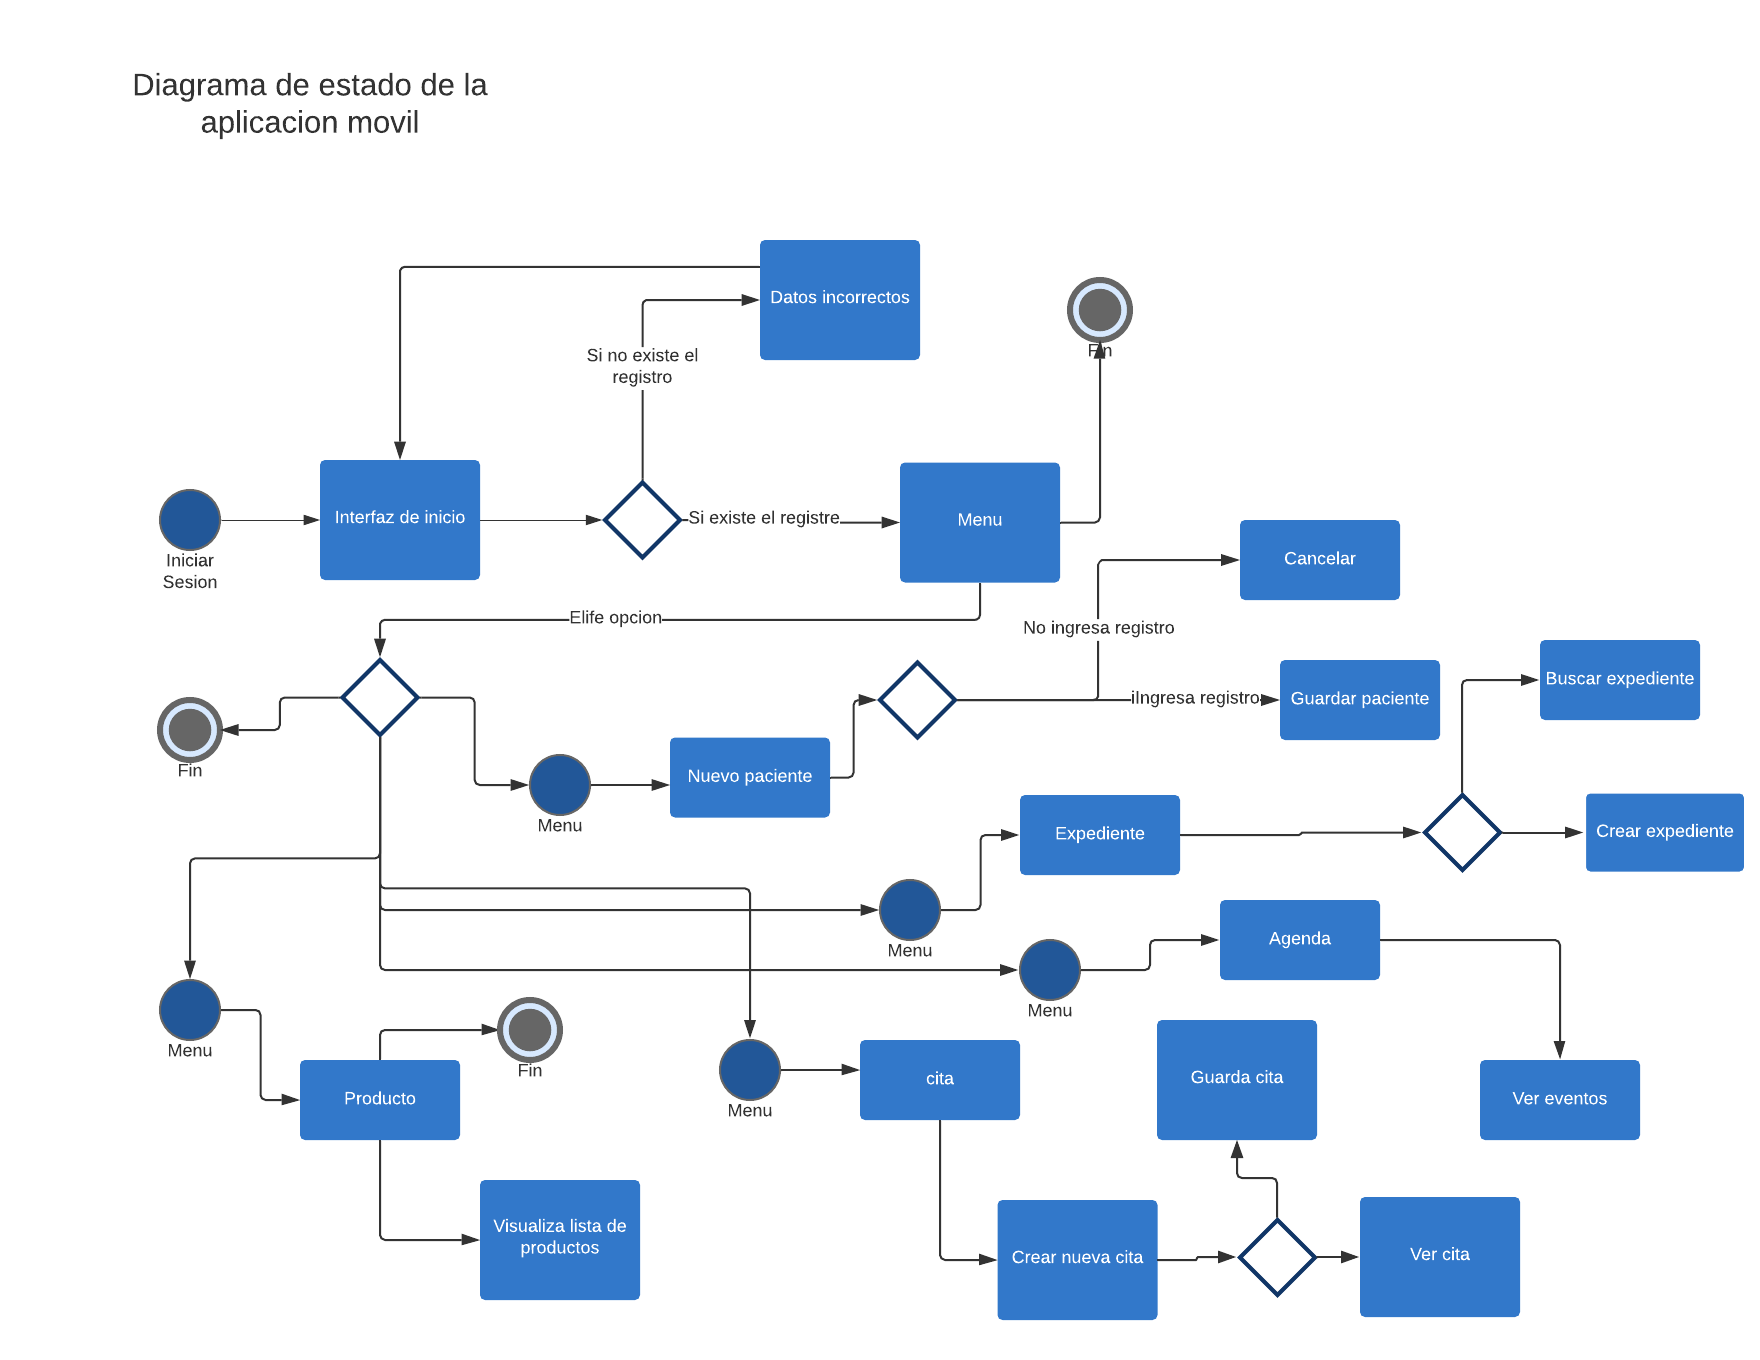 Diagrama de estado de la
aplicacion movil
Datos incorrectos
Fin
Si no existe el
registro
Interfaz de inicio
Si existe el registre
Menu
Iniciar
Sesion
Cancelar
Elife opcion
No ingresa registro
Buscar expediente
iIngresa registro
Guardar paciente
Fin
Nuevo paciente
Menu
Expediente
Crear expediente
Menu
Agenda
Menu
Menu
Producto
Fin
Menu
cita
Guarda cita
Ver eventos
Visualiza lista de
productos
Crear nueva cita
Ver cita